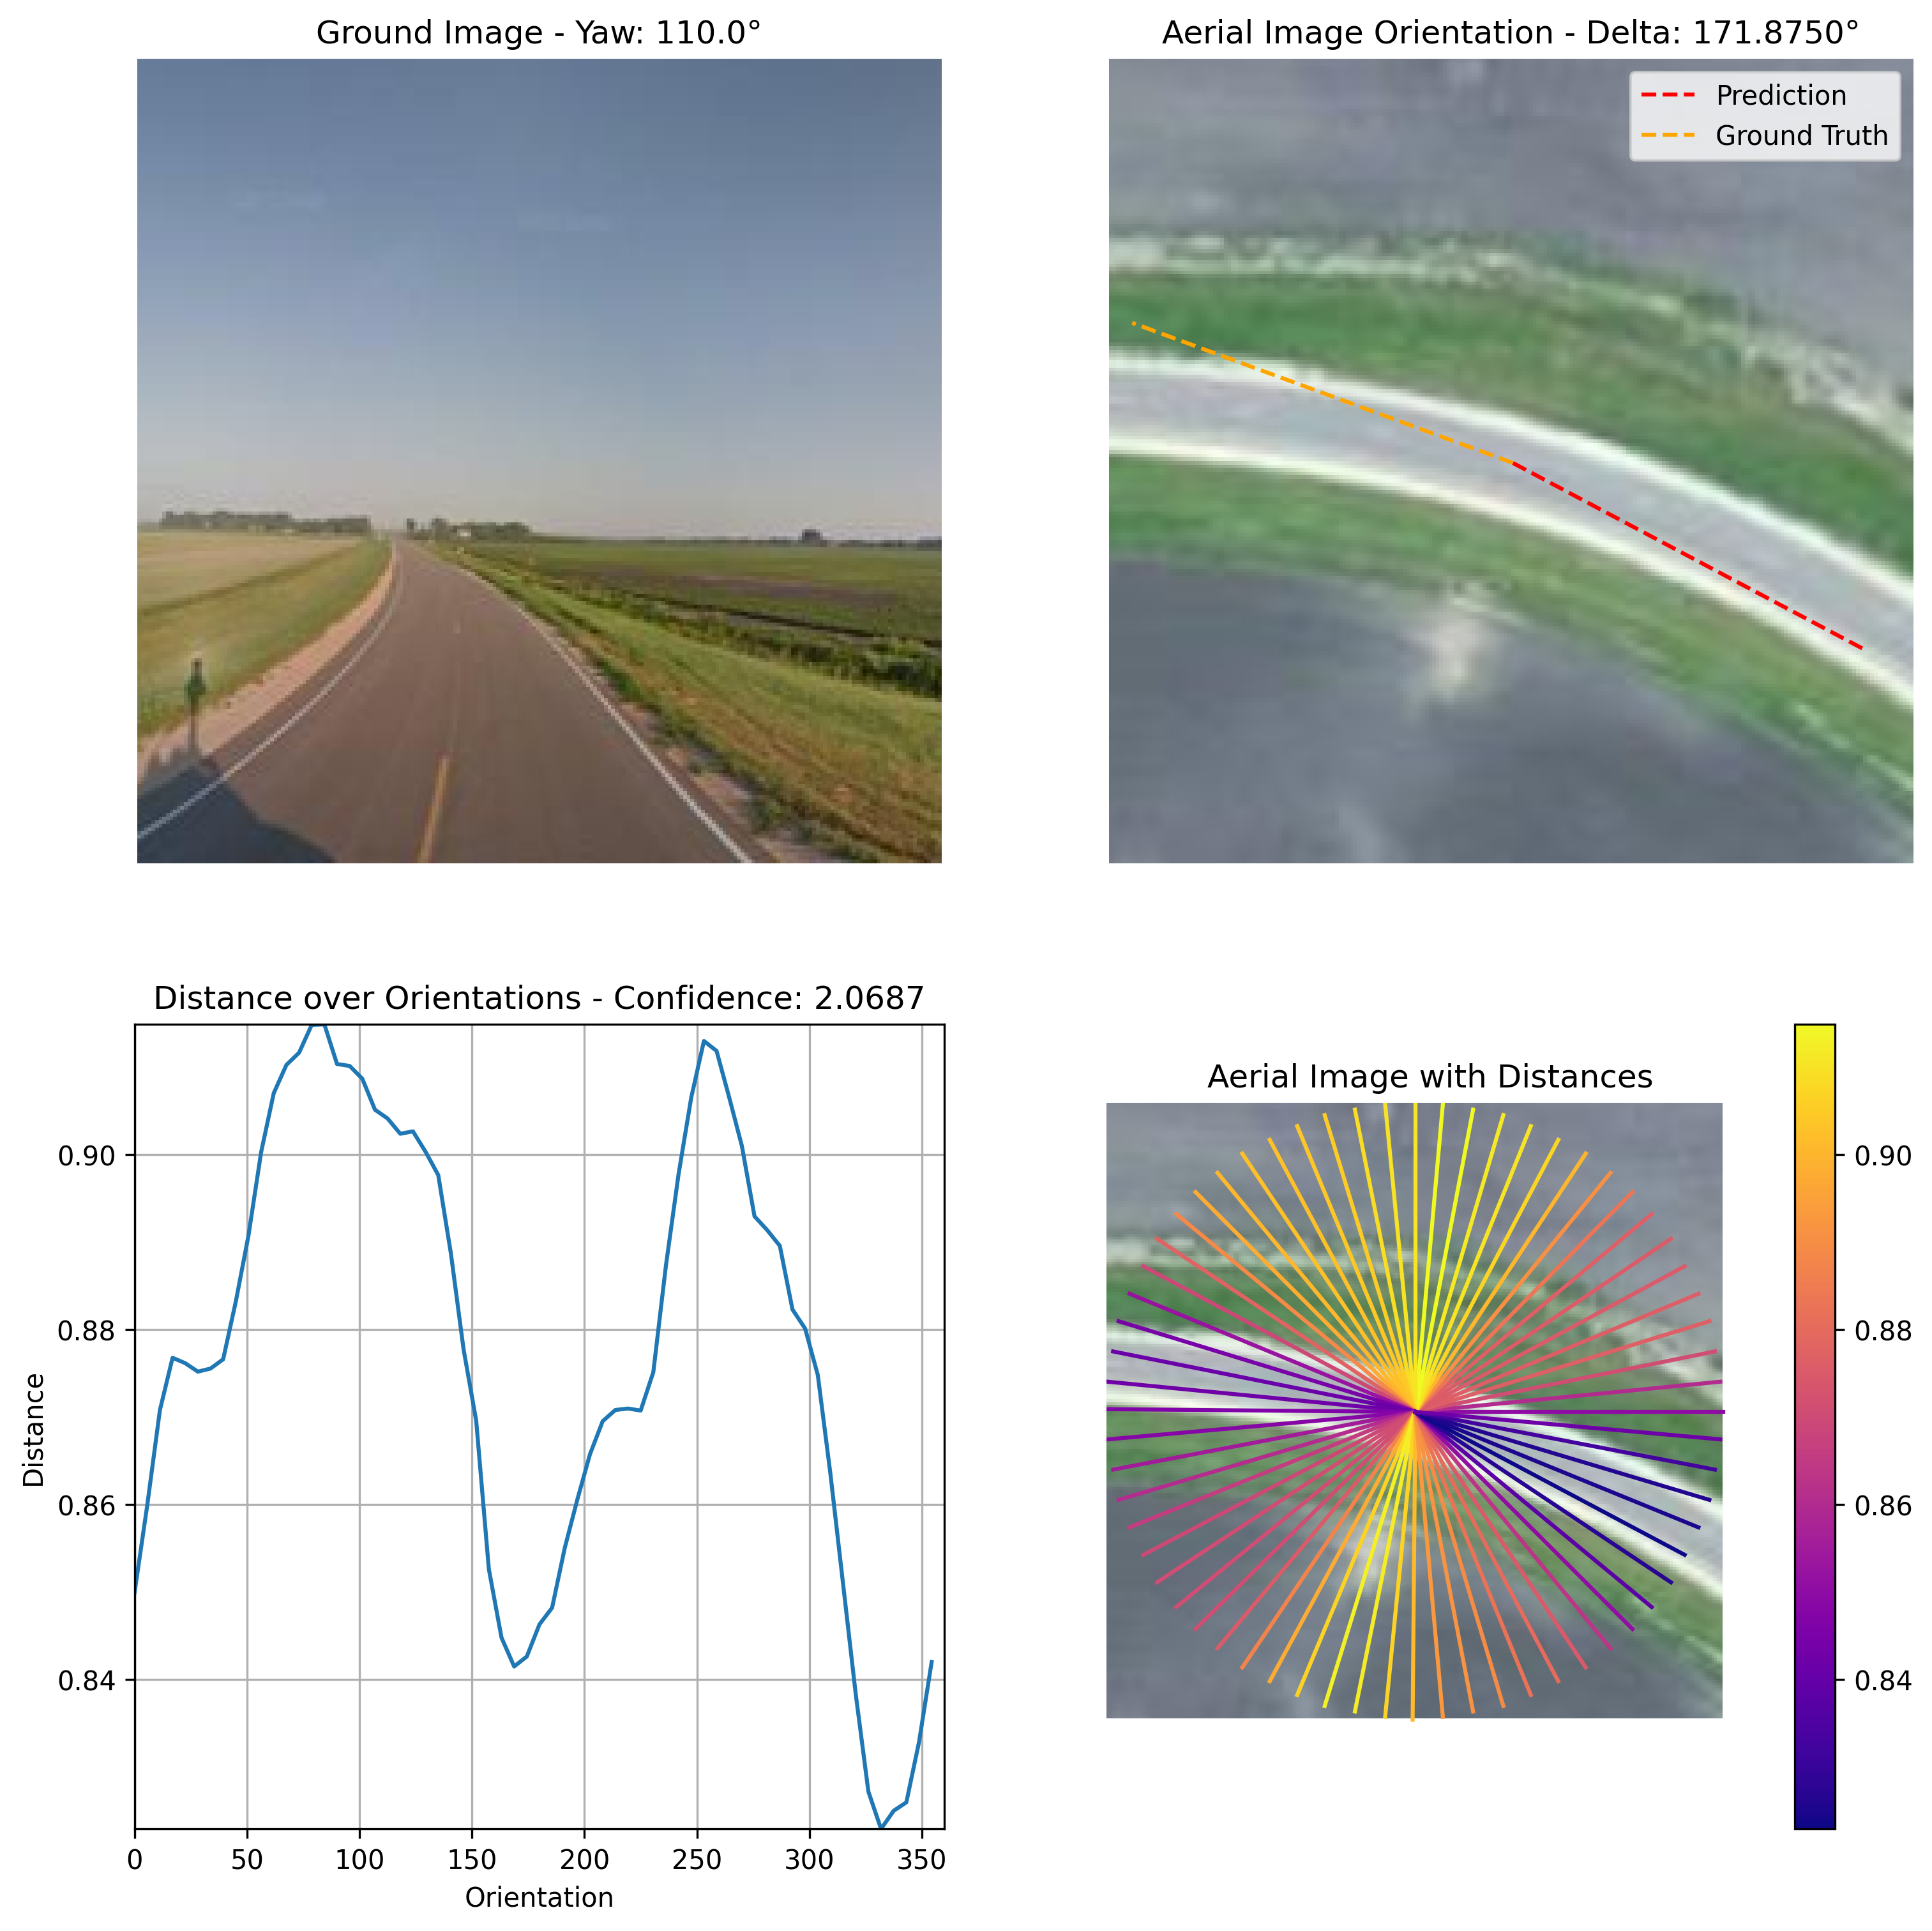 Ground Image - Yaw: 110.0°
Aerial Image Orientation - Delta: 171.8750°
Prediction
Ground Truth
Distance over Orientations - Confidence: 2.0687
Distance
0.90
0.88
0.86
0.84
0 50 100 150 200 250 300 350
Orientation
Aerial Image with Distances
0.90
0.88
0.86
0.84